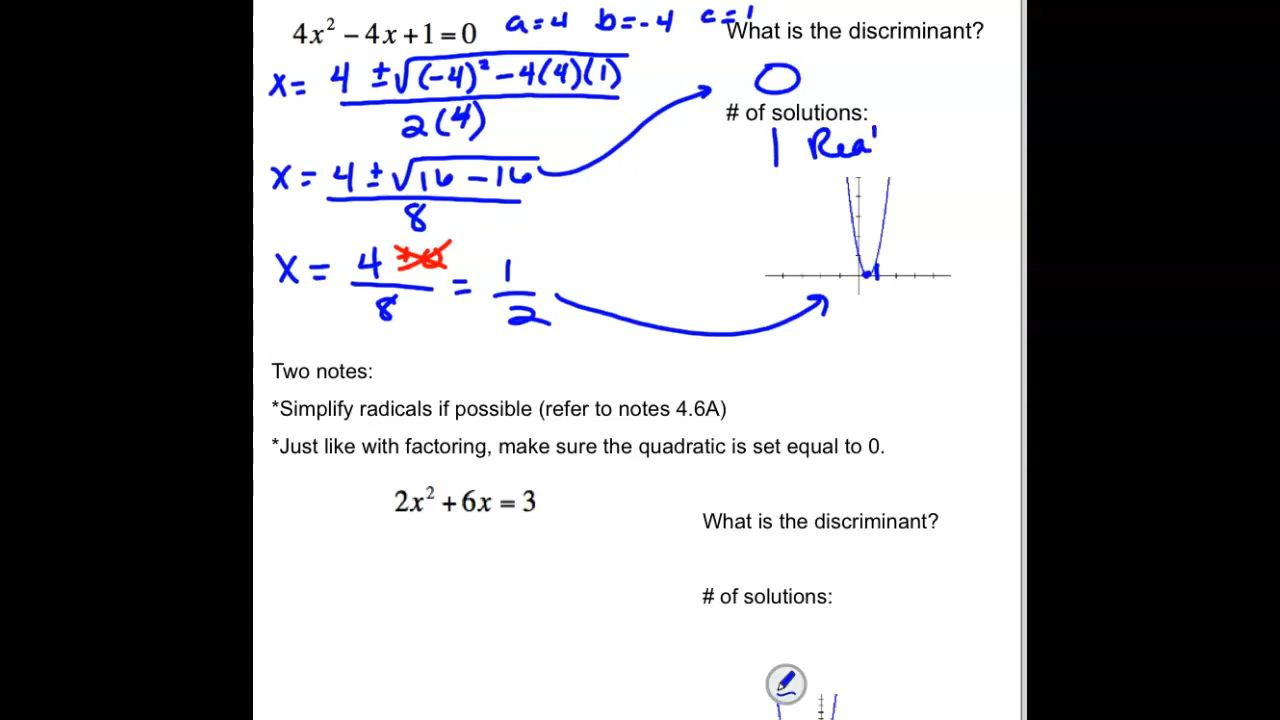 4x² − 4x + 1 = 0 a=4 b=-4 c=1
What is the discriminant?
x = 4 ± √(-4)² − 4(4)(1) / 2(4)
0
# of solutions:
1 Real
x = 4 ± √16 − 16 / 8
x = 4 ±0 / 8 = 1/2
Two notes:
*Simplify radicals if possible (refer to notes 4.6A)
*Just like with factoring, make sure the quadratic is set equal to 0.
2x² + 6x = 3
What is the discriminant?
# of solutions: